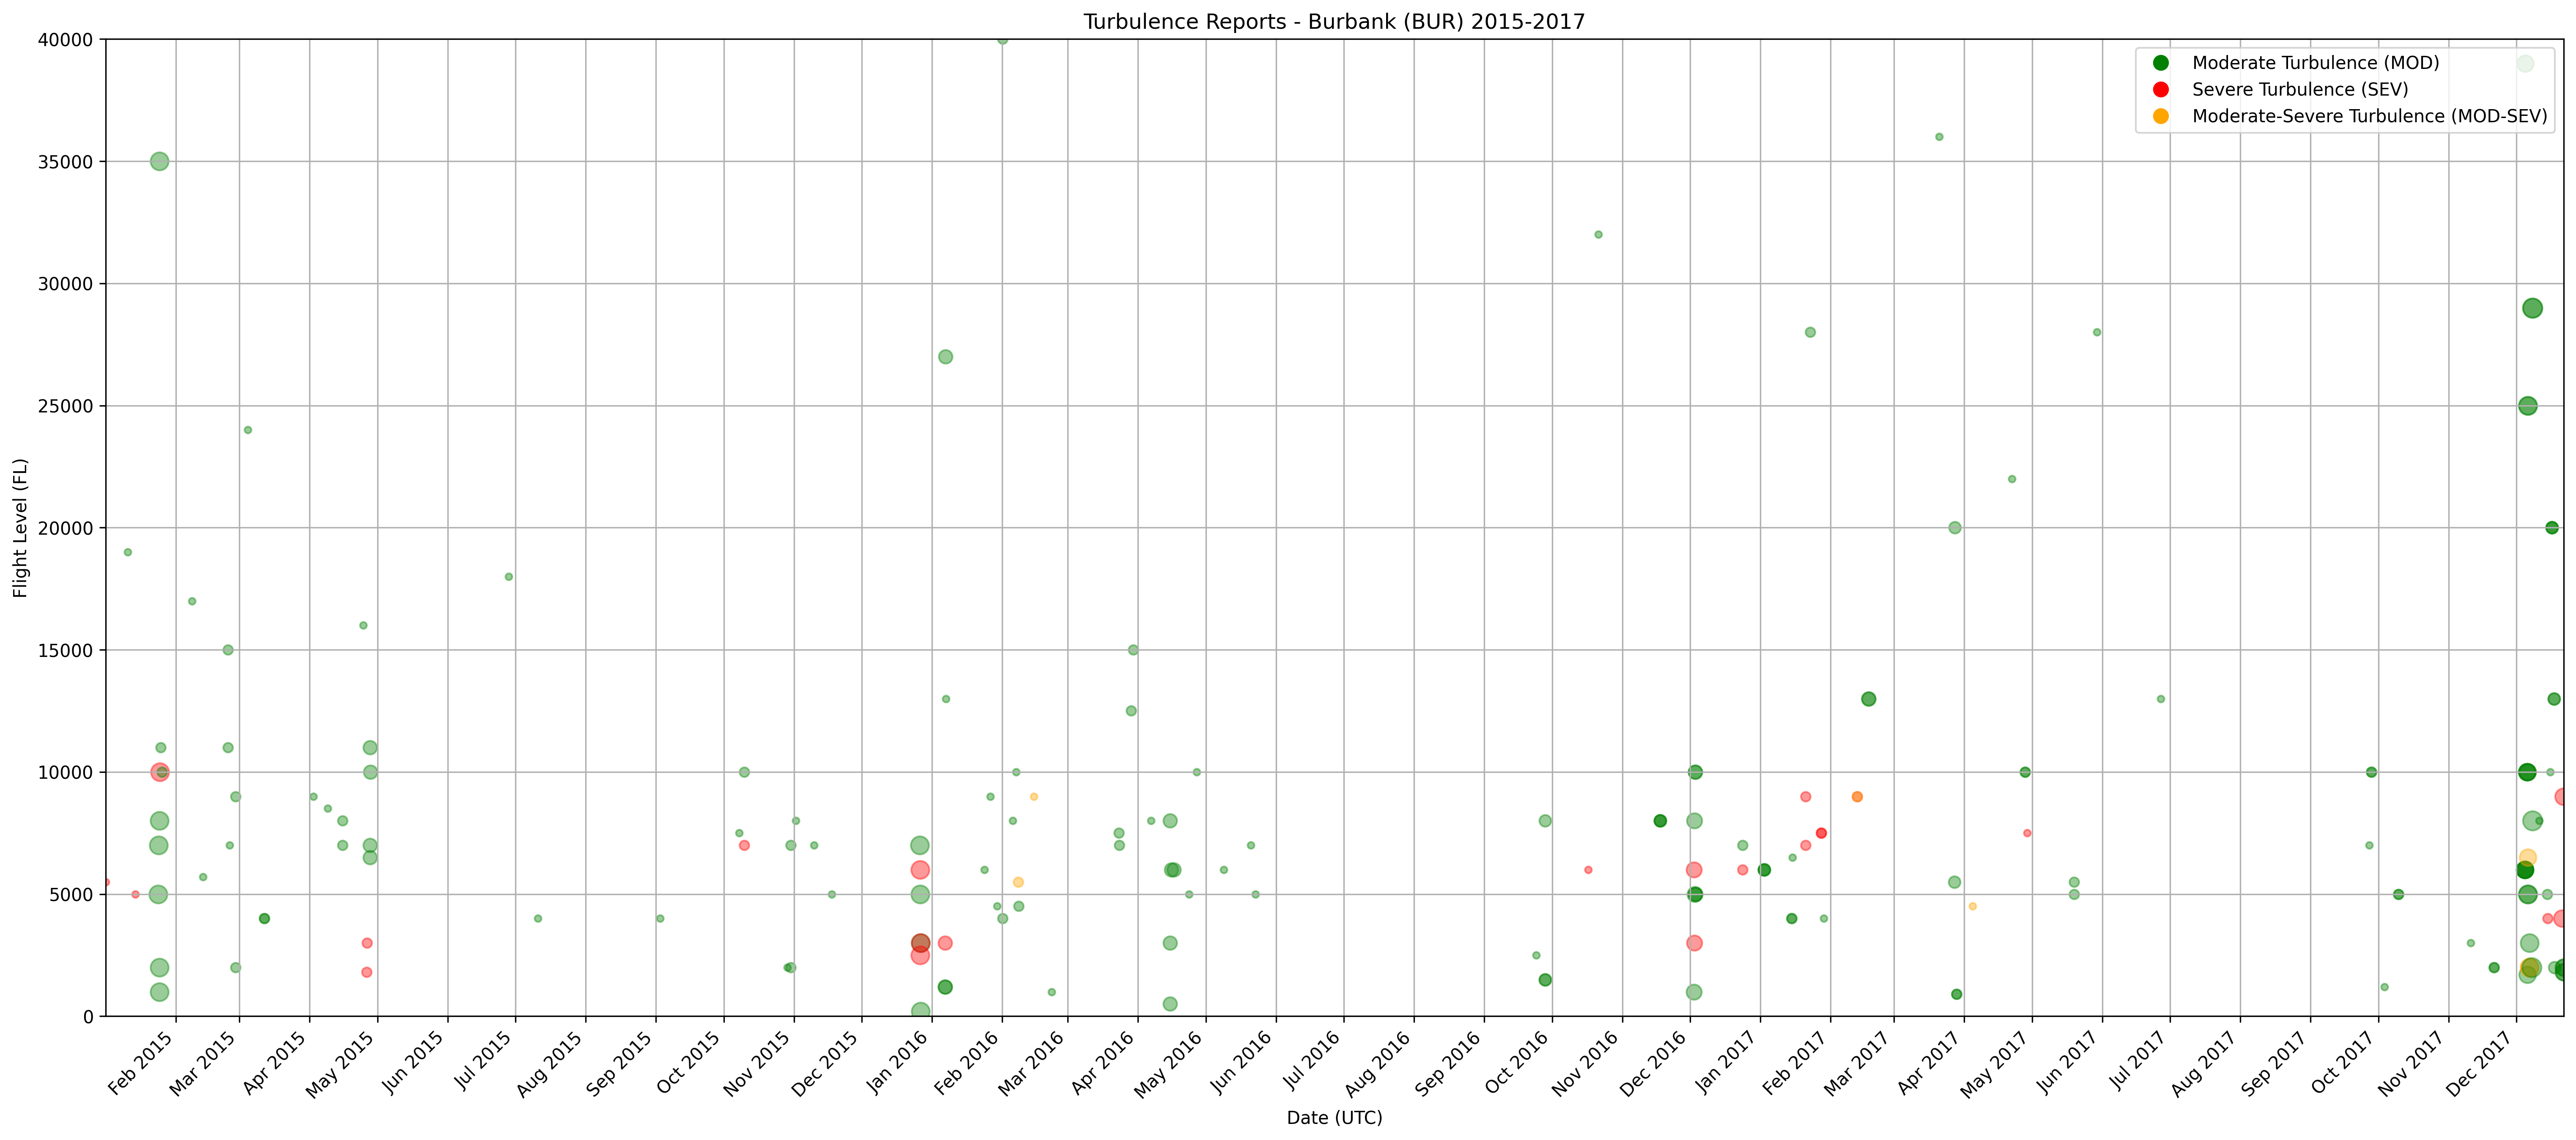 Turbulence Reports - Burbank (BUR) 2015-2017
Moderate Turbulence (MOD)
Severe Turbulence (SEV)
Moderate-Severe Turbulence (MOD-SEV)
Flight Level (FL)
40000
35000
30000
25000
20000
15000
10000
5000
0
Feb 2015
Mar 2015
Apr 2015
May 2015
Jun 2015
Jul 2015
Aug 2015
Sep 2015
Oct 2015
Nov 2015
Dec 2015
Jan 2016
Feb 2016
Mar 2016
Apr 2016
May 2016
Jun 2016
Jul 2016
Aug 2016
Sep 2016
Oct 2016
Nov 2016
Dec 2016
Jan 2017
Feb 2017
Mar 2017
Apr 2017
May 2017
Jun 2017
Jul 2017
Aug 2017
Sep 2017
Oct 2017
Nov 2017
Dec 2017
Date (UTC)